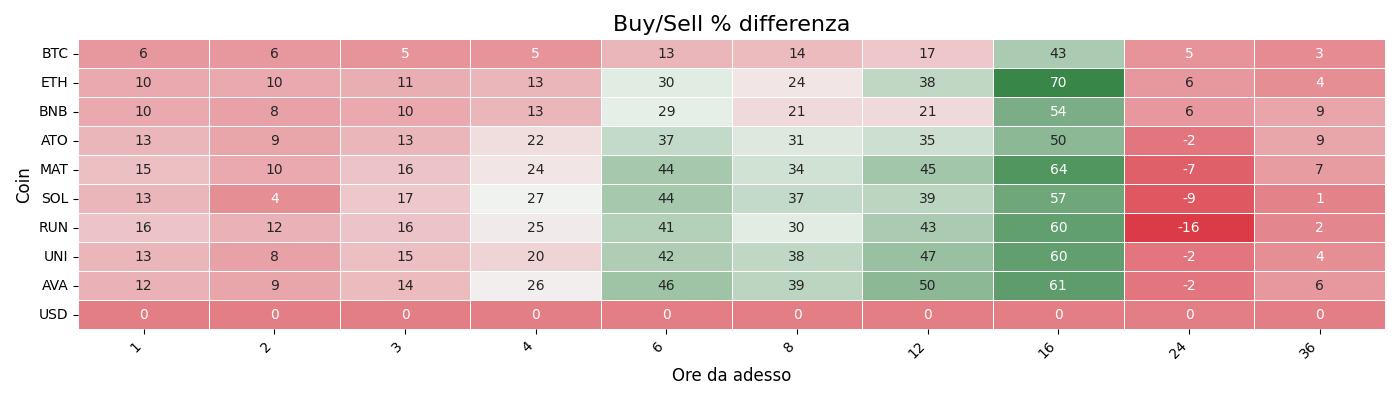 Buy/Sell % differenza
Coin
BTC 6 6 5 5 13 14 17 43 5 3
ETH 10 10 11 13 30 24 38 70 6 4
BNB 10 8 10 13 29 21 21 54 6 9
ATO 13 9 13 22 37 31 35 50 -2 9
MAT 15 10 16 24 44 34 45 64 -7 7
SOL 13 4 17 27 44 37 39 57 -9 1
RUN 16 12 16 25 41 30 43 60 -16 2
UNI 13 8 15 20 42 38 47 60 -2 4
AVA 12 9 14 26 46 39 50 61 -2 6
USD 0 0 0 0 0 0 0 0 0 0
1 2 3 4 6 8 12 16 24 36
Ore da adesso